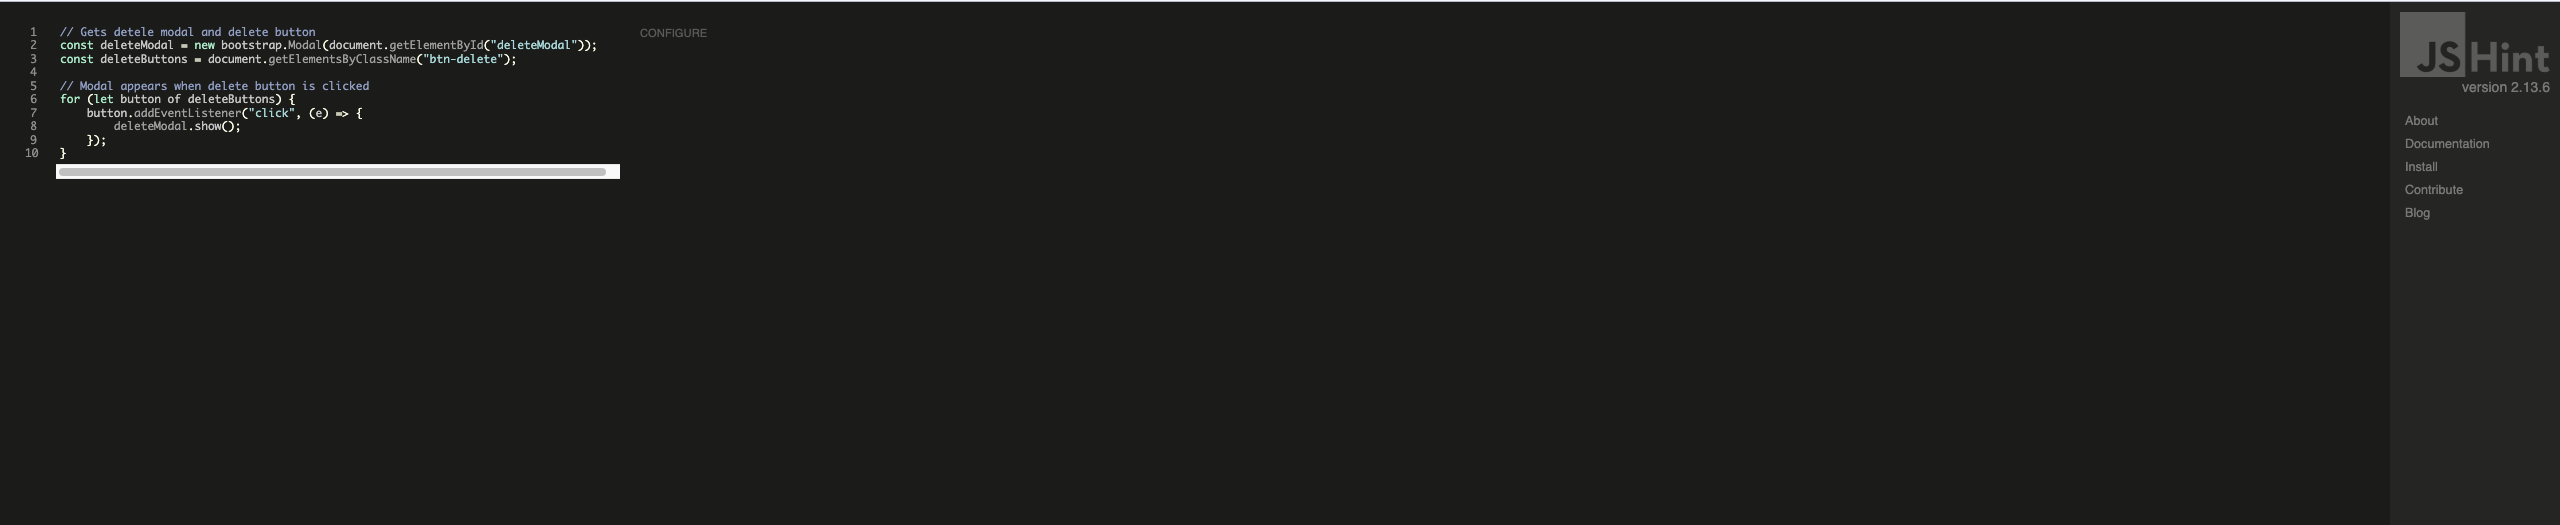 1 // Gets detele modal and delete button
2 const deleteModal = new bootstrap.Modal(document.getElementById("deleteModal"));
3 const deleteButtons = document.getElementsByClassName("btn-delete");
4
5 // Modal appears when delete button is clicked
6 for (let button of deleteButtons) {
7     button.addEventListener("click", (e) => {
8         deleteModal.show();
9     });
10 }
CONFIGURE
JSHint
version 2.13.6
About
Documentation
Install
Contribute
Blog